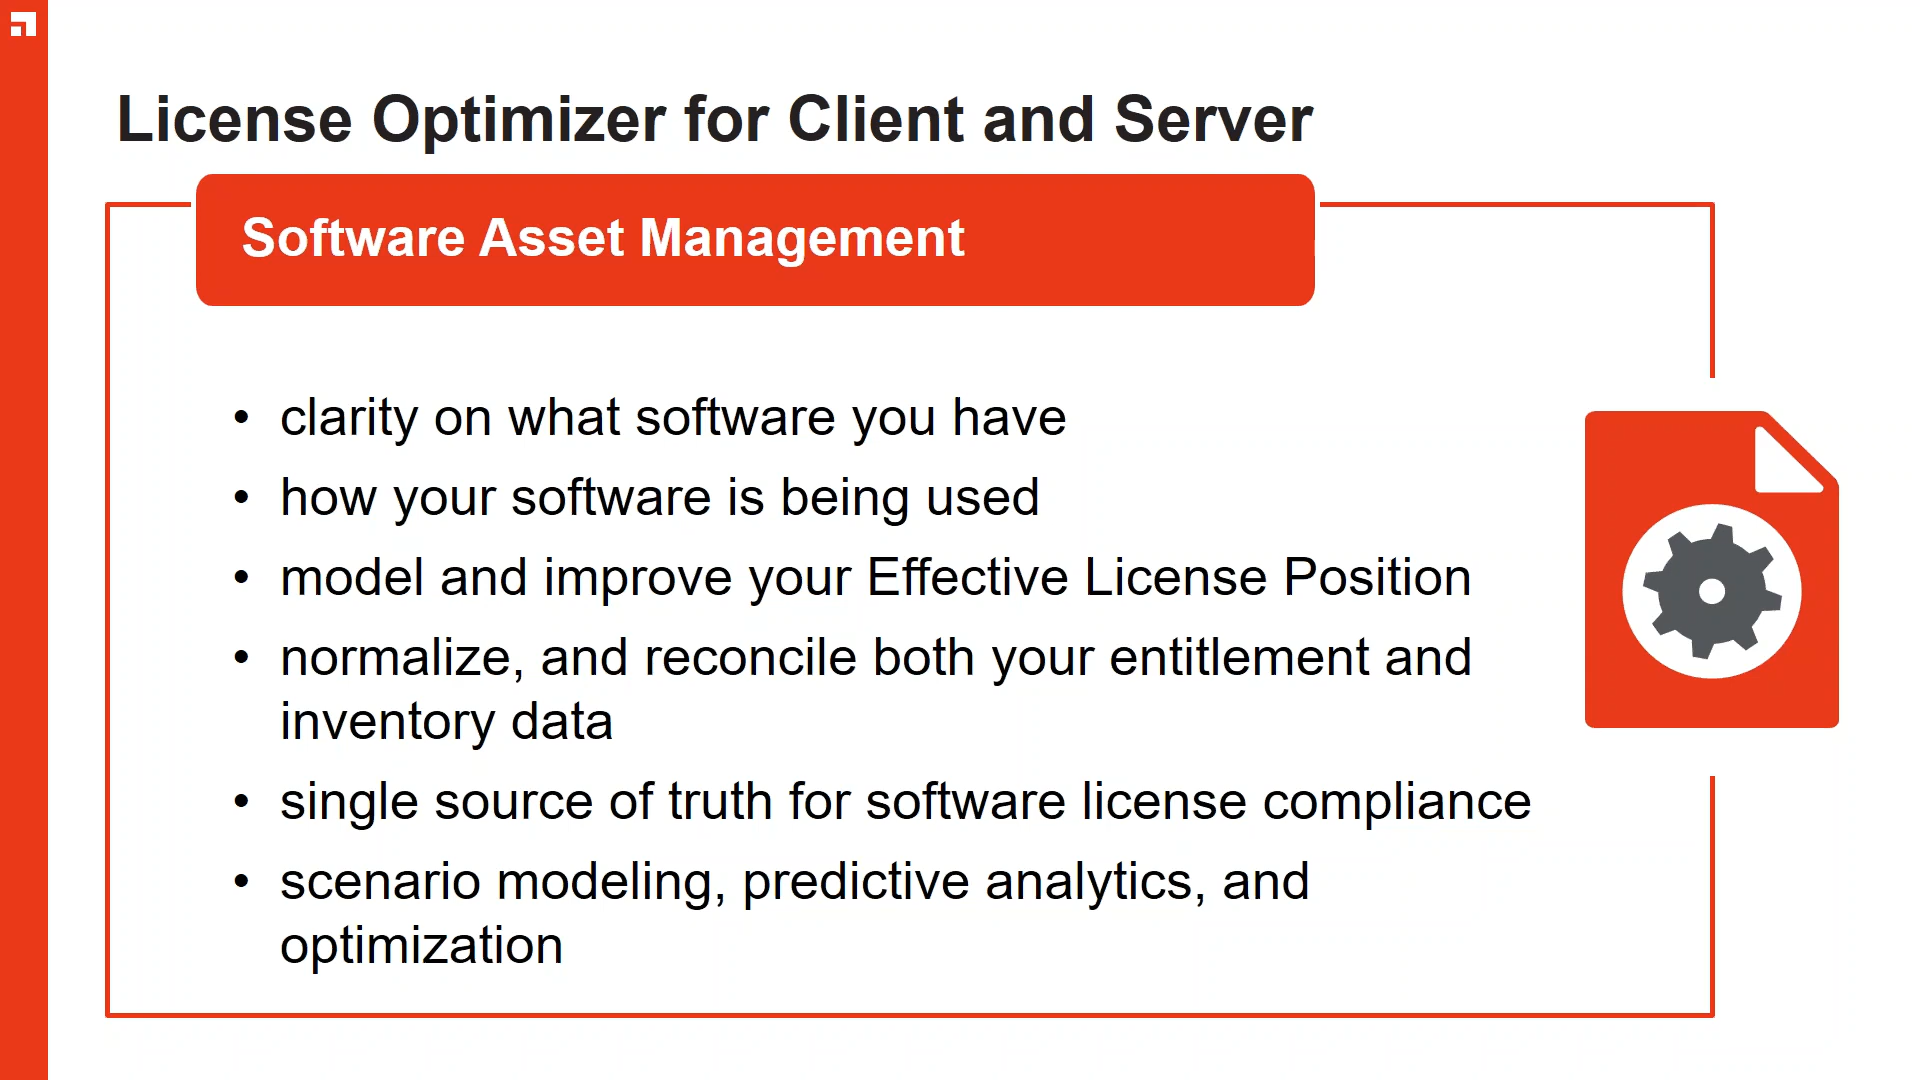 License Optimizer for Client and Server
Software Asset Management
• clarity on what software you have
• how your software is being used
• model and improve your Effective License Position
• normalize, and reconcile both your entitlement and
inventory data
• single source of truth for software license compliance
• scenario modeling, predictive analytics, and
optimization